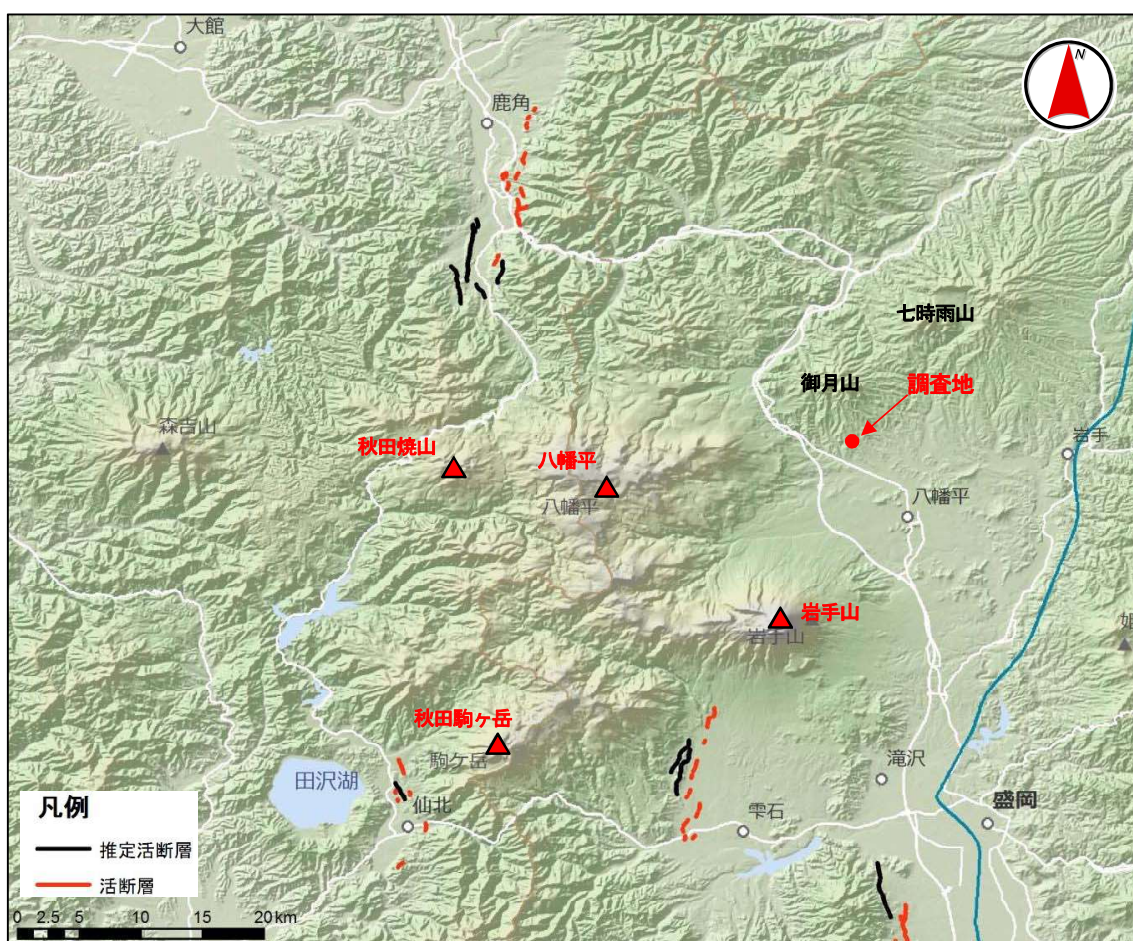 大館
N
鹿角
七時雨山
御月山
調査地
森吉山
岩手
秋田焼山
八幡平
八幡平
八幡平
岩手山
岩手山
姫
秋田駒ヶ岳
駒ケ岳
滝沢
田沢湖
凡例
仙北
盛岡
雫石
推定活断層
活断層
0 2.5 5 10 15 20km